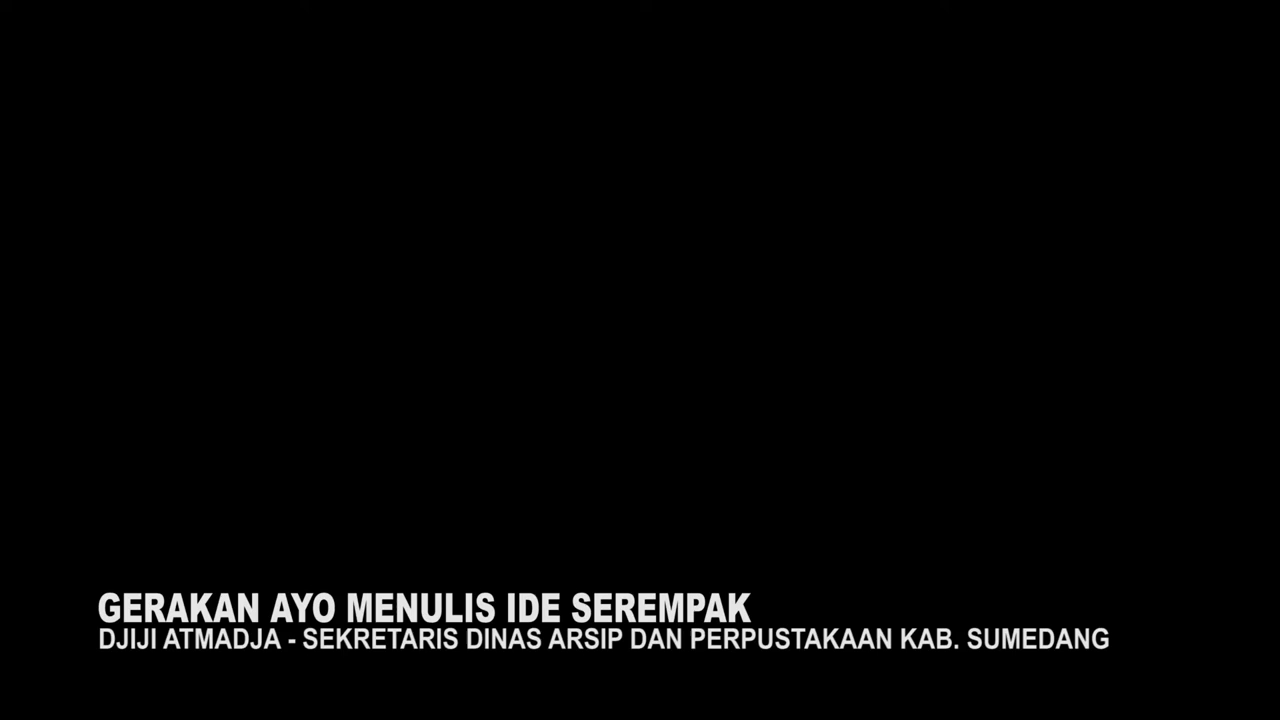 GERAKAN AYO MENULIS IDE SEREMPAK
DJIJI ATMADJA - SEKRETARIS DINAS ARSIP DAN PERPUSTAKAAN KAB. SUMEDANG